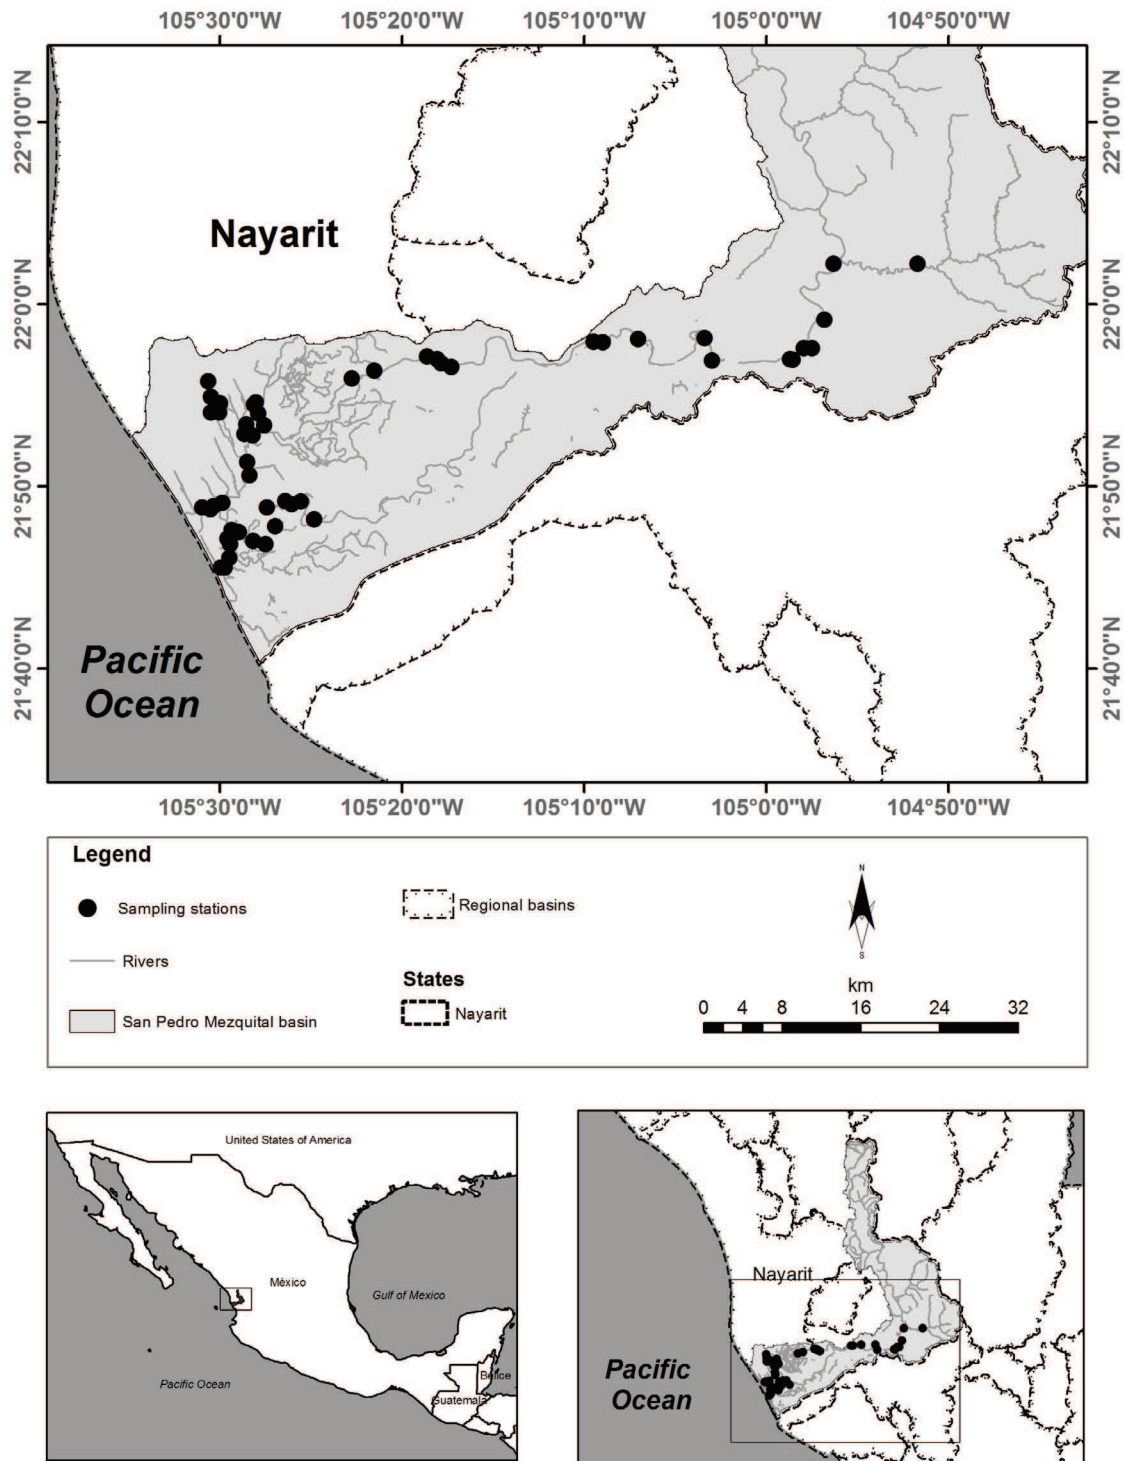 105°30'0"W 105°20'0"W 105°10'0"W 105°0'0"W 104°50'0"W
22°10'0"N 22°10'0"N
Nayarit
22°0'0"N 22°0'0"N
21°50'0"N 21°50'0"N
Pacific
Ocean
21°40'0"N 21°40'0"N
105°30'0"W 105°20'0"W 105°10'0"W 105°0'0"W 104°50'0"W
Legend
Sampling stations
Rivers
San Pedro Mezquital basin
Regional basins
States
Nayarit
N
S
km
0 4 8 16 24 32
United States of America
México
Gulf of Mexico
Pacific Ocean
Belice
Guatemala
Nayarit
Pacific
Ocean